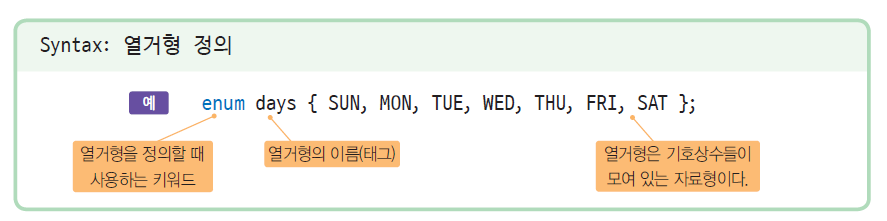 Syntax: 열거형 정의
예 enum days { SUN, MON, TUE, WED, THU, FRI, SAT };
열거형을 정의할 때
사용하는 키워드
열거형의 이름(태그)
열거형은 기호상수들이
모여 있는 자료형이다.